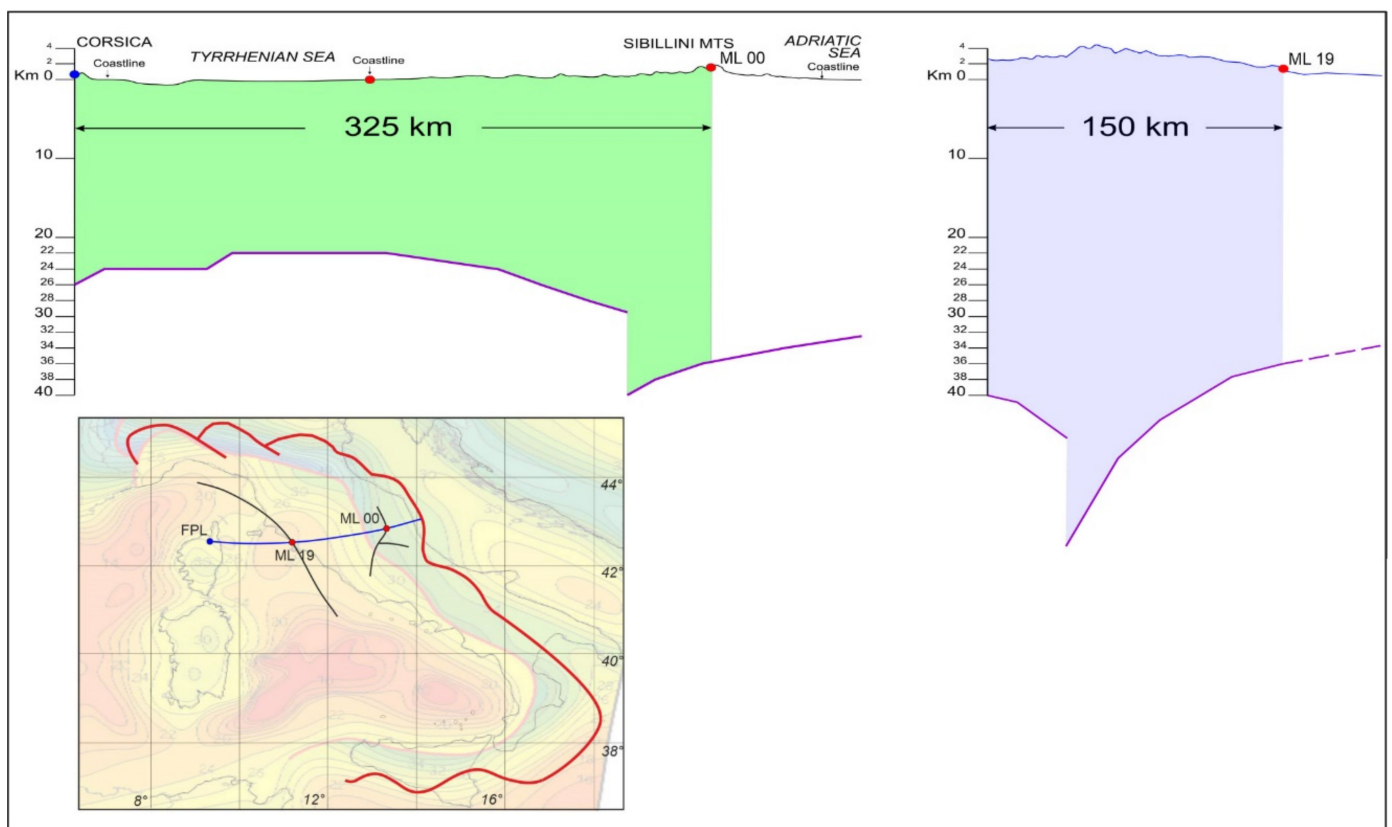 CORSICA
TYRRHENIAN SEA
SIBILLINI MTS
ADRIATIC
SEA
Coastline
Coastline
ML 00
Coastline
4
2
Km 0
325 km
10
20
22
24
26
28
30
32
34
36
38
40
4
2
Km 0
ML 19
150 km
10
20
22
24
26
28
30
32
34
36
38
40
44°
ML 00
FPL
ML 19
42°
40°
38°
8°
12°
16°